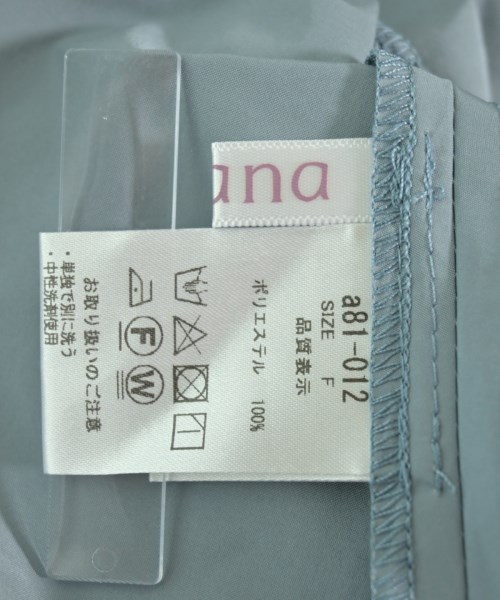 ana
a81-012
SIZE F
品質表示
ポリエステル 100%
F
W
お取り扱いのご注意
・単独で別に洗う
・中性洗剤使用